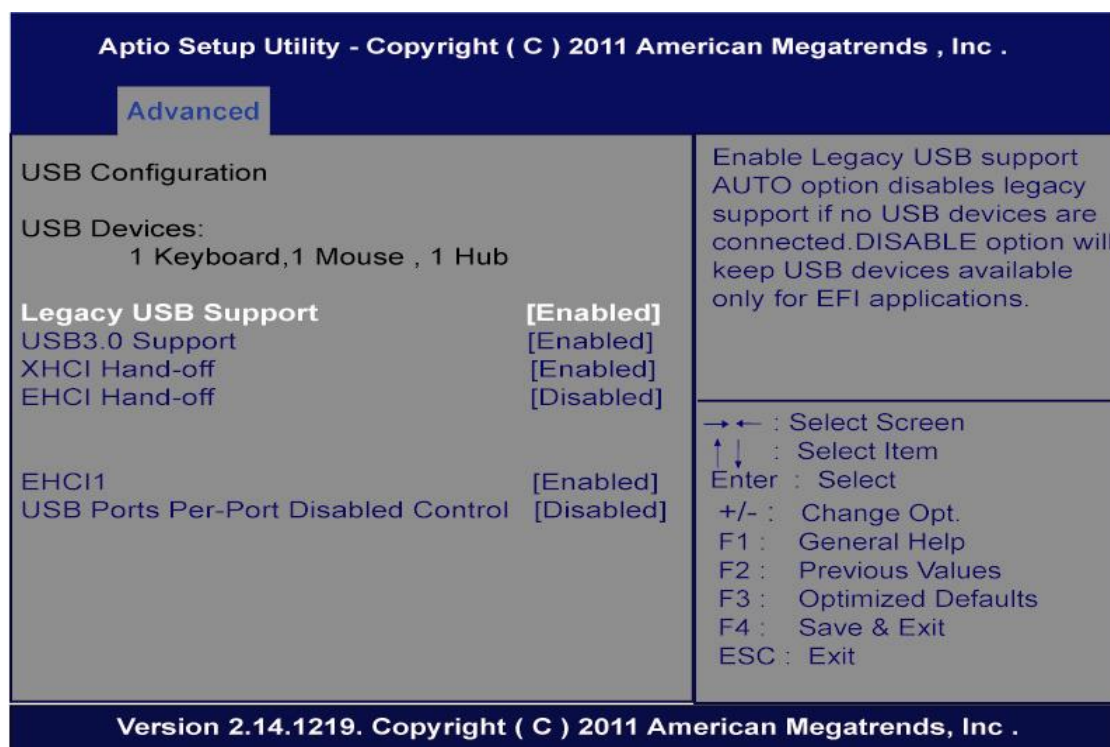 Aptio Setup Utility - Copyright ( C ) 2011 American Megatrends , Inc .
Advanced
USB Configuration
USB Devices:
1 Keyboard,1 Mouse , 1 Hub
Legacy USB Support [Enabled]
USB3.0 Support [Enabled]
XHCI Hand-off [Enabled]
EHCI Hand-off [Disabled]
EHCI1 [Enabled]
USB Ports Per-Port Disabled Control [Disabled]
Enable Legacy USB support
AUTO option disables legacy
support if no USB devices are
connected.DISABLE option will
keep USB devices available
only for EFI applications.
→ ← : Select Screen
↑ ↓ : Select Item
Enter : Select
+/- : Change Opt.
F1 : General Help
F2 : Previous Values
F3 : Optimized Defaults
F4 : Save & Exit
ESC : Exit
Version 2.14.1219. Copyright ( C ) 2011 American Megatrends, Inc .